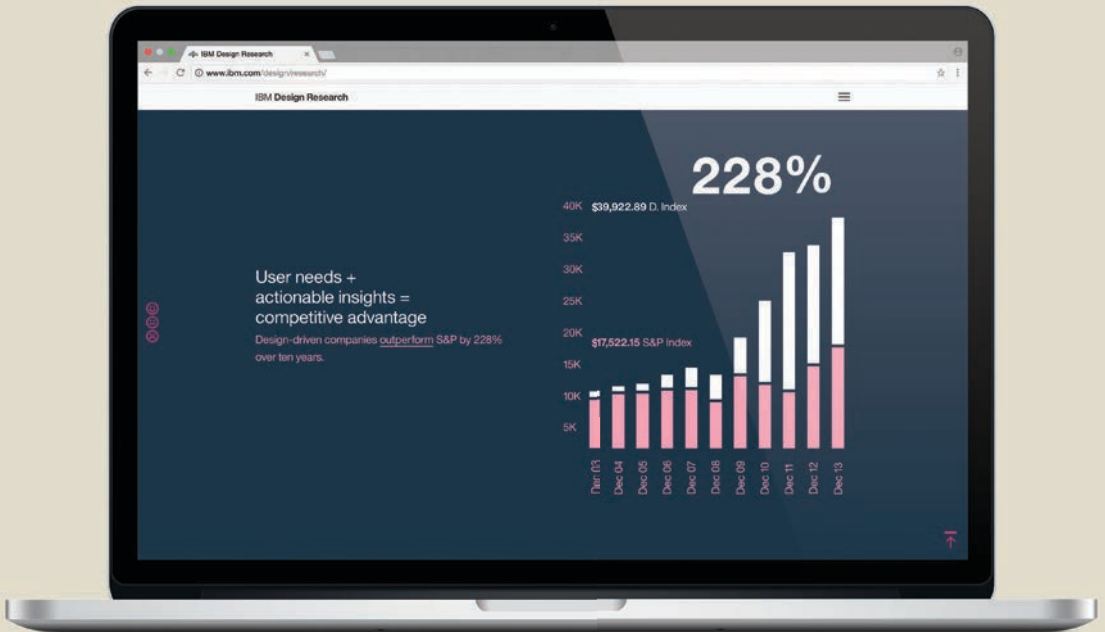 IBM Design Research
www.ibm.com/design/research/
IBM Design Research
228%
40K $39,922.89 D. Index
35K
30K
User needs +
actionable insights =
competitive advantage
Design-driven companies outperform S&P by 228%
over ten years.
25K
20K
$17,522.15 S&P Index
15K
10K
5K
Dec 03
Dec 04
Dec 05
Dec 06
Dec 07
Dec 08
Dec 09
Dec 10
Dec 11
Dec 12
Dec 13